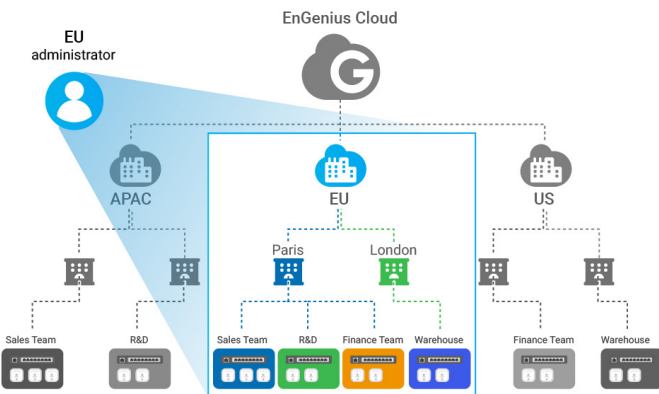 EnGenius Cloud
EU
administrator
G
APAC
EU
US
Paris
London
Sales Team
R&D
Sales Team
R&D
Finance Team
Warehouse
Finance Team
Warehouse